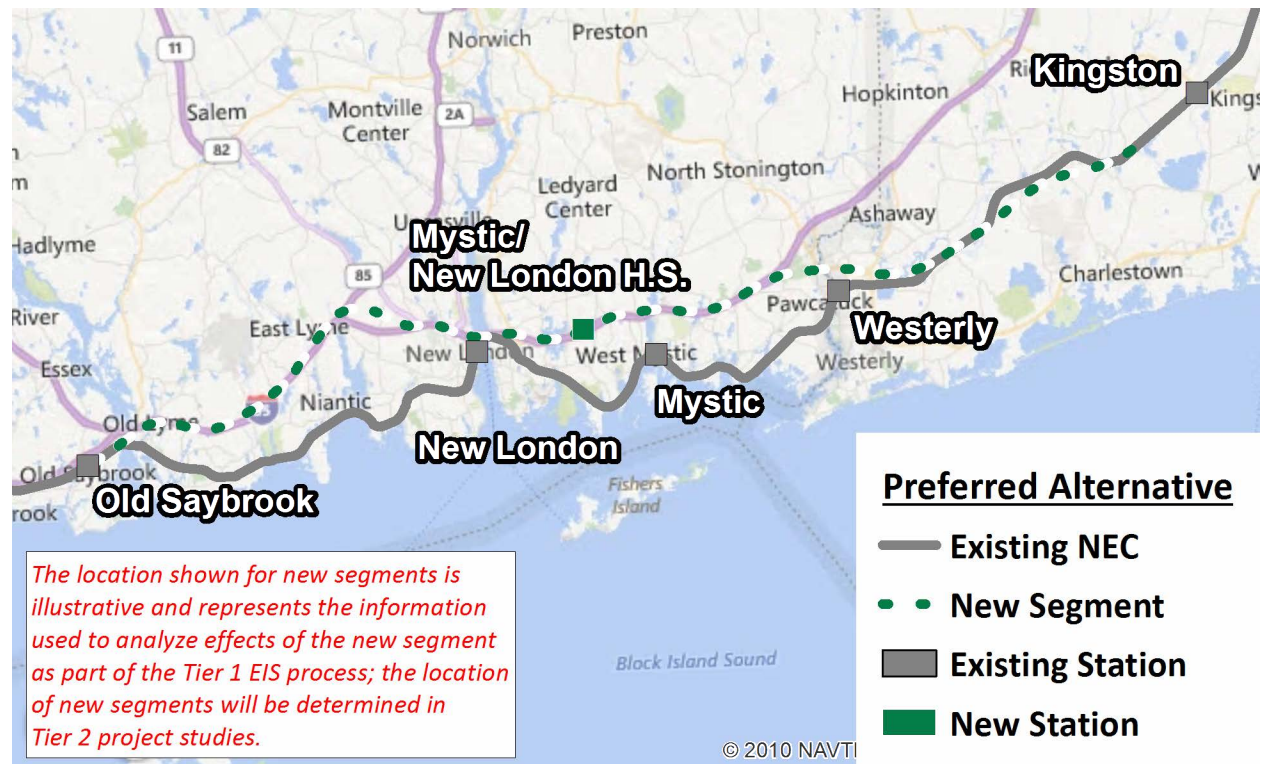 11
Norwich
Preston
Kingston
Kings
Hopkinton
Salem
Montville
Center
2A
82
North Stonington
Ledyard
Center
Ashaway
Hadlyme
Mystic/
New London H.S.
85
Charlestown
River
East Lyme
Pawcatuck
Westerly
New London
West Mystic
Essex
Westerly
Niantic
Mystic
Old Lyme
New London
Old Saybrook
Old Saybrook
rook
Fishers
Island
Preferred Alternative
Existing NEC
New Segment
Existing Station
New Station
The location shown for new segments is
illustrative and represents the information
used to analyze effects of the new segment
as part of the Tier 1 EIS process; the location
of new segments will be determined in
Tier 2 project studies.
Block Island Sound
© 2010 NAVT